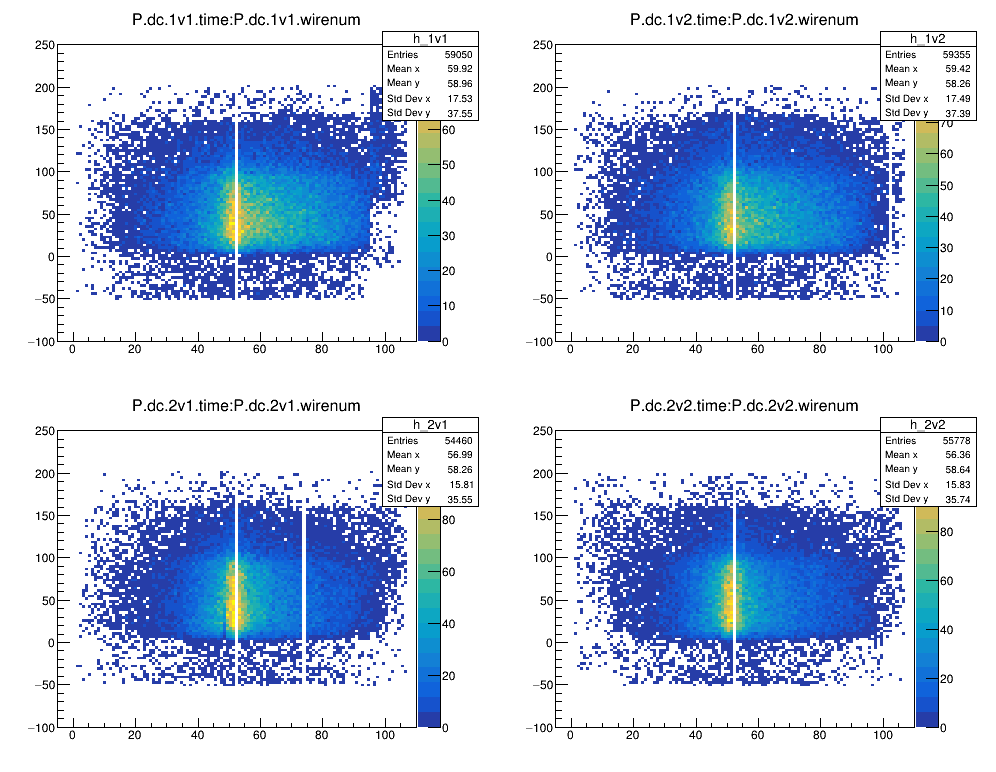 P.dc.1v1.time:P.dc.1v1.wirenum
h_1v1
Entries 59050
Mean x 59.92
Mean y 58.96
Std Dev x 17.53
Std Dev y 37.55
250
200
150
100
50
0
−50
−100
0 20 40 60 80 100
60
50
40
30
20
10
0
P.dc.1v2.time:P.dc.1v2.wirenum
h_1v2
Entries 59355
Mean x 59.42
Mean y 58.26
Std Dev x 17.49
Std Dev y 37.39
250
200
150
100
50
0
−50
−100
0 20 40 60 80 100
70
60
50
40
30
20
10
0
P.dc.2v1.time:P.dc.2v1.wirenum
h_2v1
Entries 54460
Mean x 56.99
Mean y 58.26
Std Dev x 15.81
Std Dev y 35.55
250
200
150
100
50
0
−50
−100
0 20 40 60 80 100
80
60
40
20
0
P.dc.2v2.time:P.dc.2v2.wirenum
h_2v2
Entries 55778
Mean x 56.36
Mean y 58.64
Std Dev x 15.83
Std Dev y 35.74
250
200
150
100
50
0
−50
−100
0 20 40 60 80 100
80
60
40
20
0